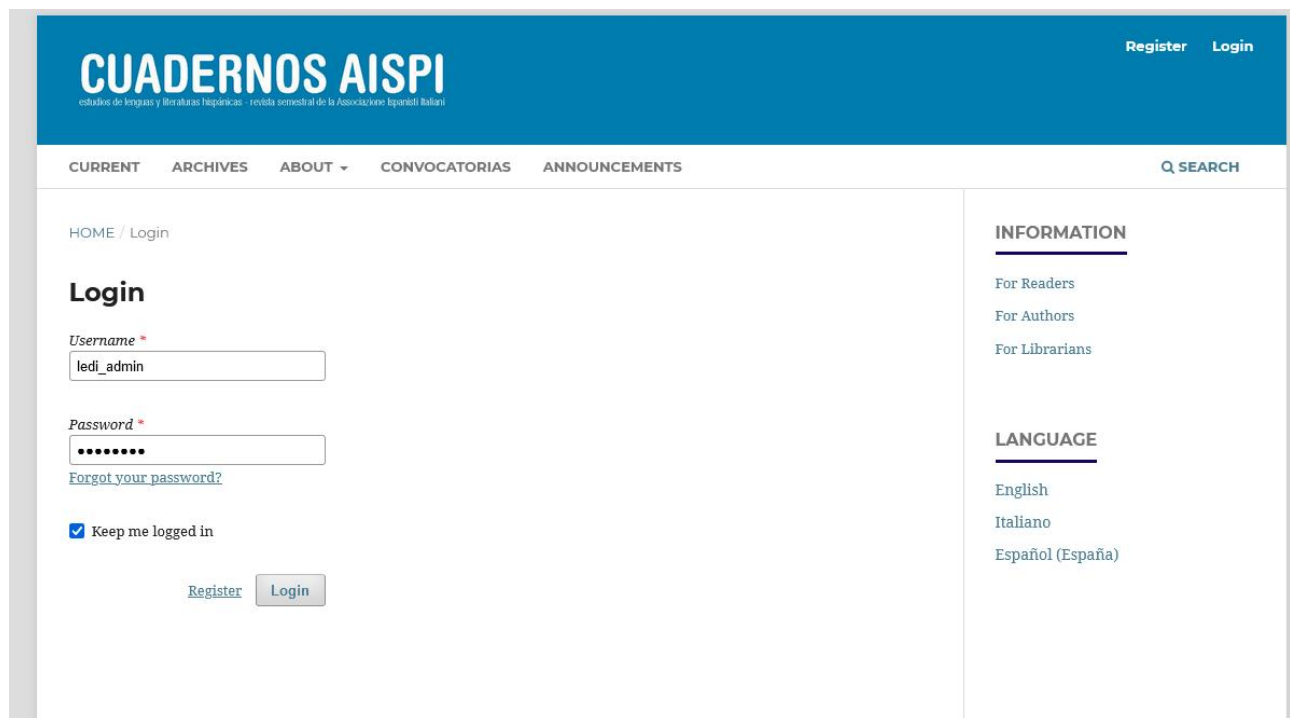 Register Login
CUADERNOS AISPI
estudios de lenguas y literaturas hispánicas - revista semestral de la Associazione Ispanisti Italiani
CURRENT ARCHIVES ABOUT CONVOCATORIAS ANNOUNCEMENTS SEARCH
HOME / Login
Login
Username *
ledi_admin
Password *
••••••••
Forgot your password?
Keep me logged in
Register Login
INFORMATION
For Readers
For Authors
For Librarians
LANGUAGE
English
Italiano
Español (España)